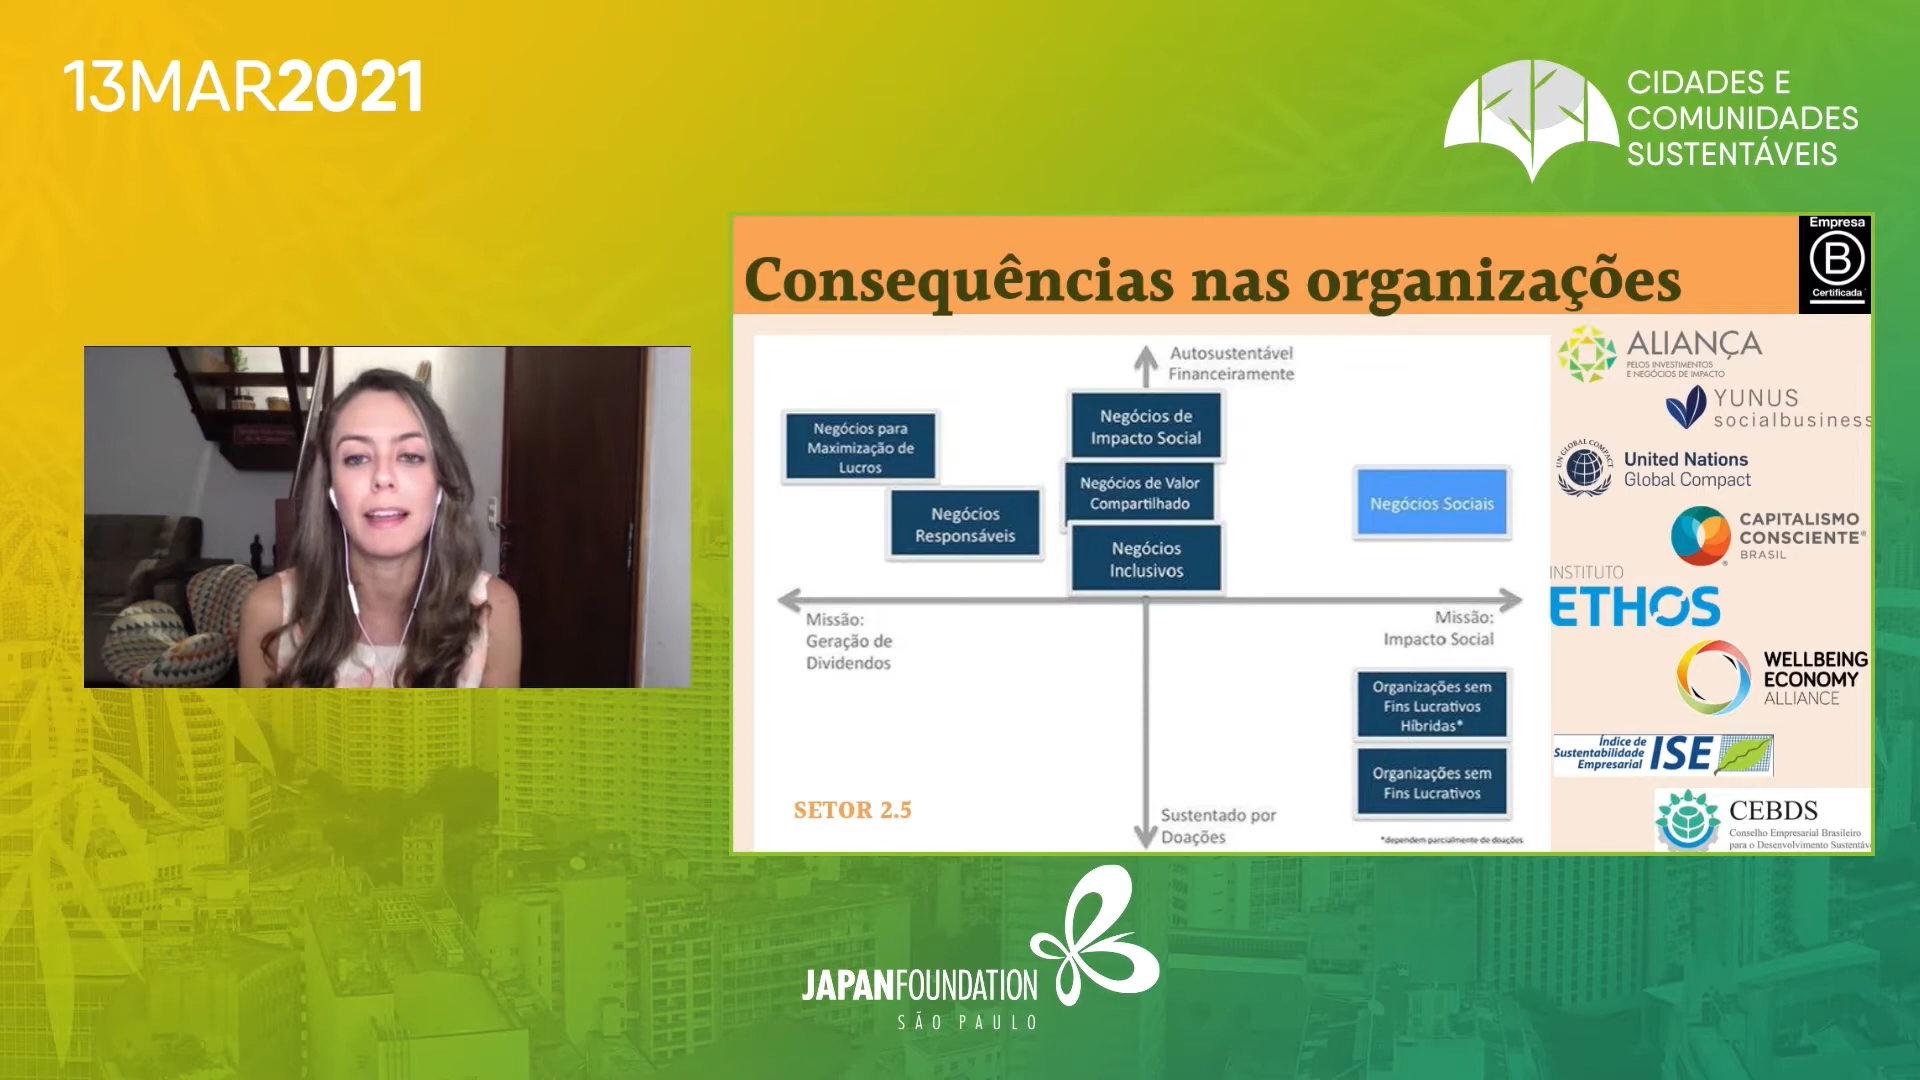 13MAR2021
CIDADES E
COMUNIDADES
SUSTENTÁVEIS
Consequências nas organizações
Empresa
B
Certificada
Autosustentável
Financeiramente
Negócios para
Maximização de
Lucros
Negócios
Responsáveis
Negócios de
Impacto Social
Negócios de Valor
Compartilhado
Negócios
Inclusivos
Negócios Sociais
Missão:
Geração de
Dividendos
Missão:
Impacto Social
Organizações sem
Fins Lucrativos
Híbridas*
Organizações sem
Fins Lucrativos
SETOR 2.5
Sustentado por
Doações
*dependem parcialmente de doações
ALIANÇA
PELOS INVESTIMENTOS
E NEGÓCIOS DE IMPACTO
YUNUS
socialbusiness
UN GLOBAL COMPACT
United Nations
Global Compact
CAPITALISMO
CONSCIENTE®
BRASIL
INSTITUTO
ETHOS
WELLBEING
ECONOMY
ALLIANCE
Índice de
Sustentabilidade
Empresarial
ISE
CEBDS
Conselho Empresarial Brasileiro
para o Desenvolvimento Sustentáv
JAPANFOUNDATION
SÃO PAULO